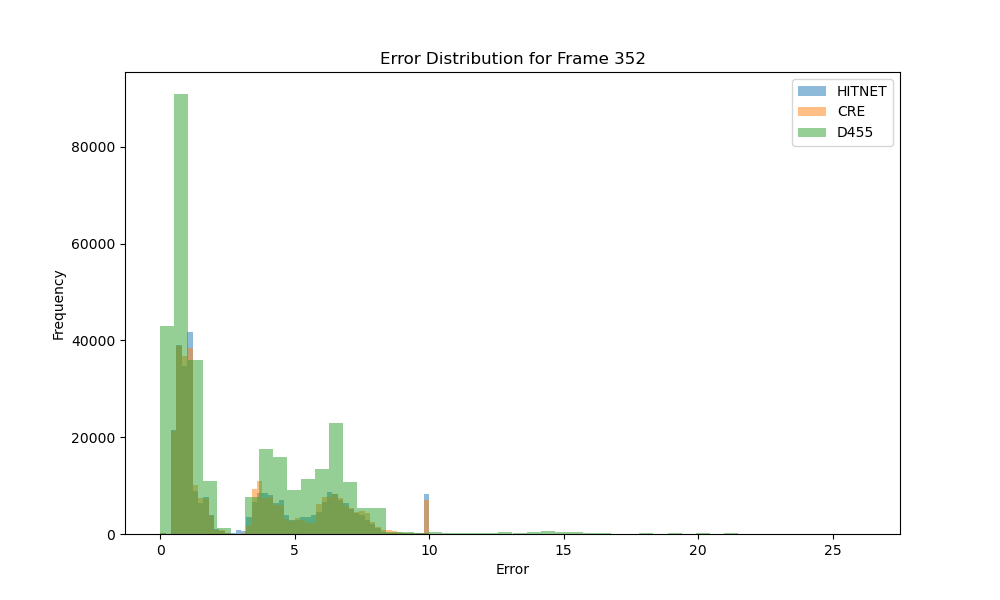 Error Distribution for Frame 352
HITNET
CRE
D455
80000
60000
40000
20000
0
Frequency
0 5 10 15 20 25
Error